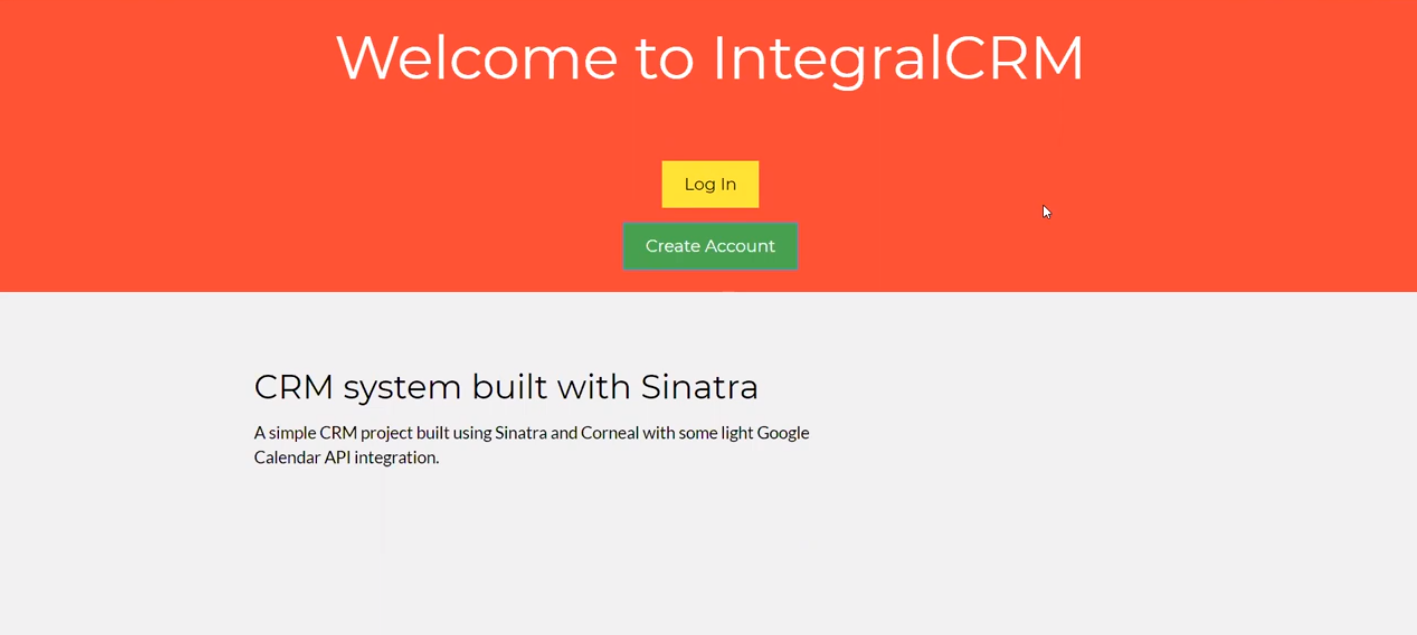 Welcome to IntegralCRM
Log In
Create Account
CRM system built with Sinatra
A simple CRM project built using Sinatra and Corneal with some light Google
Calendar API integration.